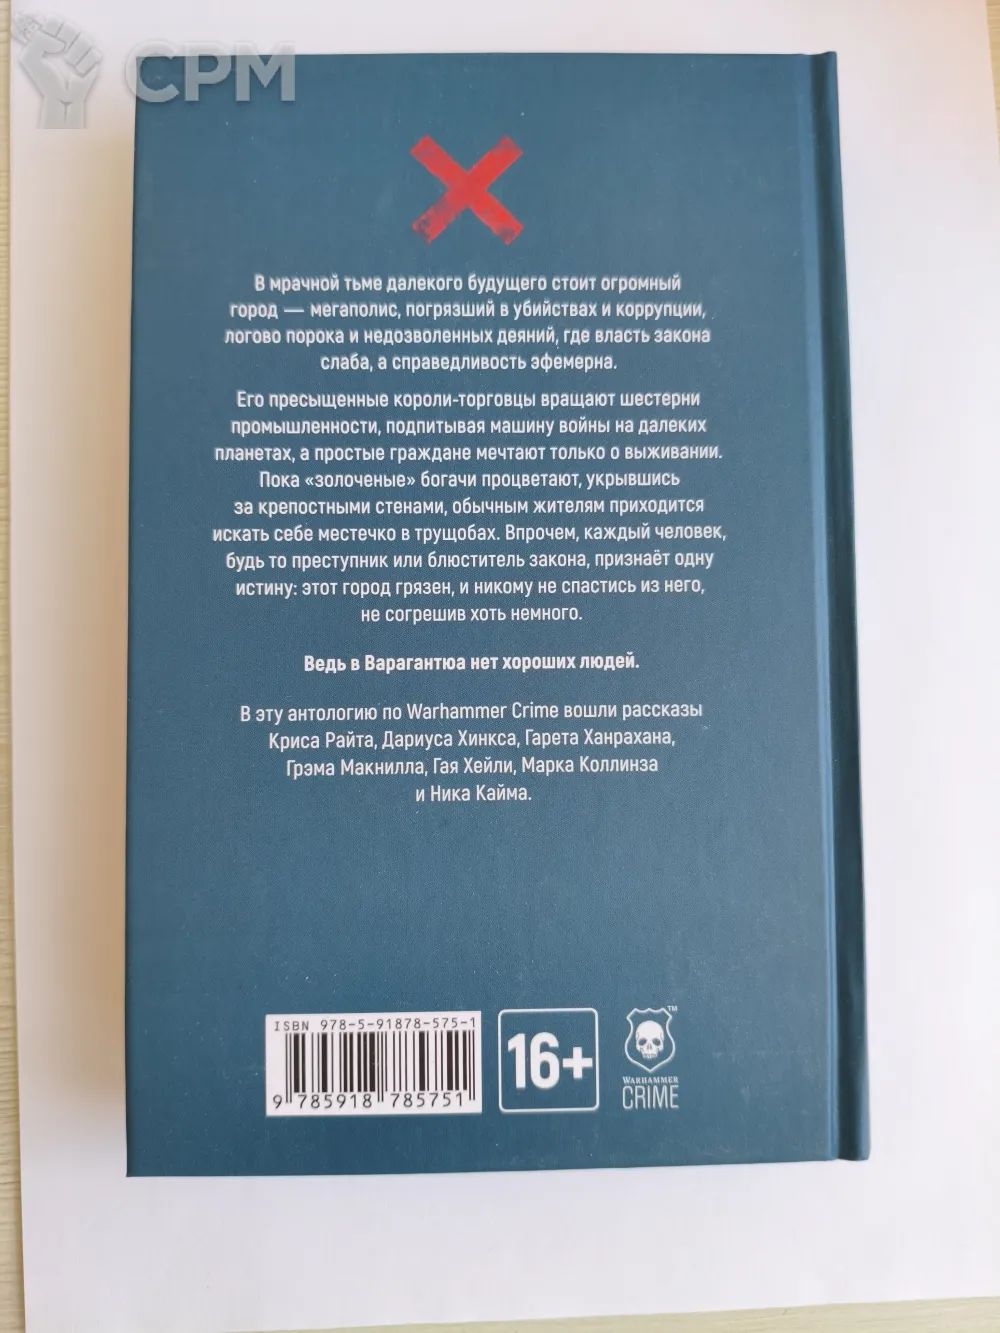 СРМ
В мрачной тьме далекого будущего стоит огромный
город — мегаполис, погрязший в убийствах и коррупции,
логово порока и недозволенных деяний, где власть закона
слаба, а справедливость эфемерна.
Его пресыщенные короли-торговцы вращают шестерни
промышленности, подпитывая машину войны на далеких
планетах, а простые граждане мечтают только о выживании.
Пока «золоченые» богачи процветают, укрывшись
за крепостными стенами, обычным жителям приходится
искать себе местечко в трущобах. Впрочем, каждый человек,
будь то преступник или блюститель закона, признаёт одну
истину: этот город грязен, и никому не спастись из него,
не согрешив хоть немного.
Ведь в Варагантюа нет хороших людей.
В эту антологию по Warhammer Crime вошли рассказы
Криса Райта, Дариуса Хинкса, Гарета Ханрахана,
Грэма Макнилла, Гая Хейли, Марка Коллинза
и Ника Кайма.
ISBN 978-5-91878-575-1
9 785918 785751
16+
TM
WARHAMMER
CRIME